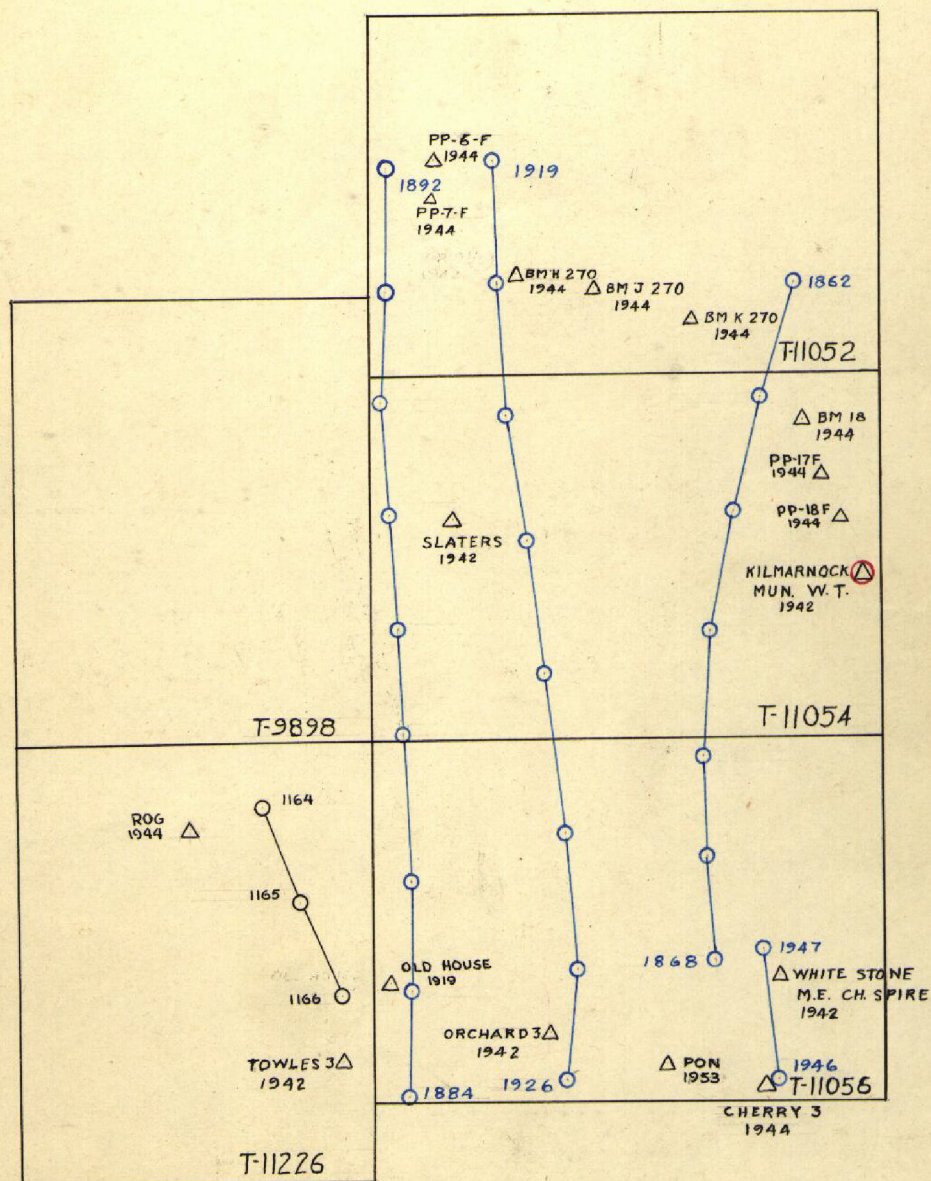 PP-6-F
1944
1892
1919
PP-7-F
1944
BM H 270
1944
BM J 270
1944
1862
BM K 270
1944
T-11052
BM 18
1944
PP-17F
1944
PP-18F
1944
SLATERS
1942
KILMARNOCK
MUN. W.T.
1942
T-9898
T-11054
1164
ROG
1944
1165
1166
OLD HOUSE
1919
1868
1947
WHITE STONE
M.E. CH. SPIRE
1942
ORCHARD 3
1942
TOWLES 3
1942
PON
1953
1946
1884
1926
T-11056
CHERRY 3
1944
T-11226